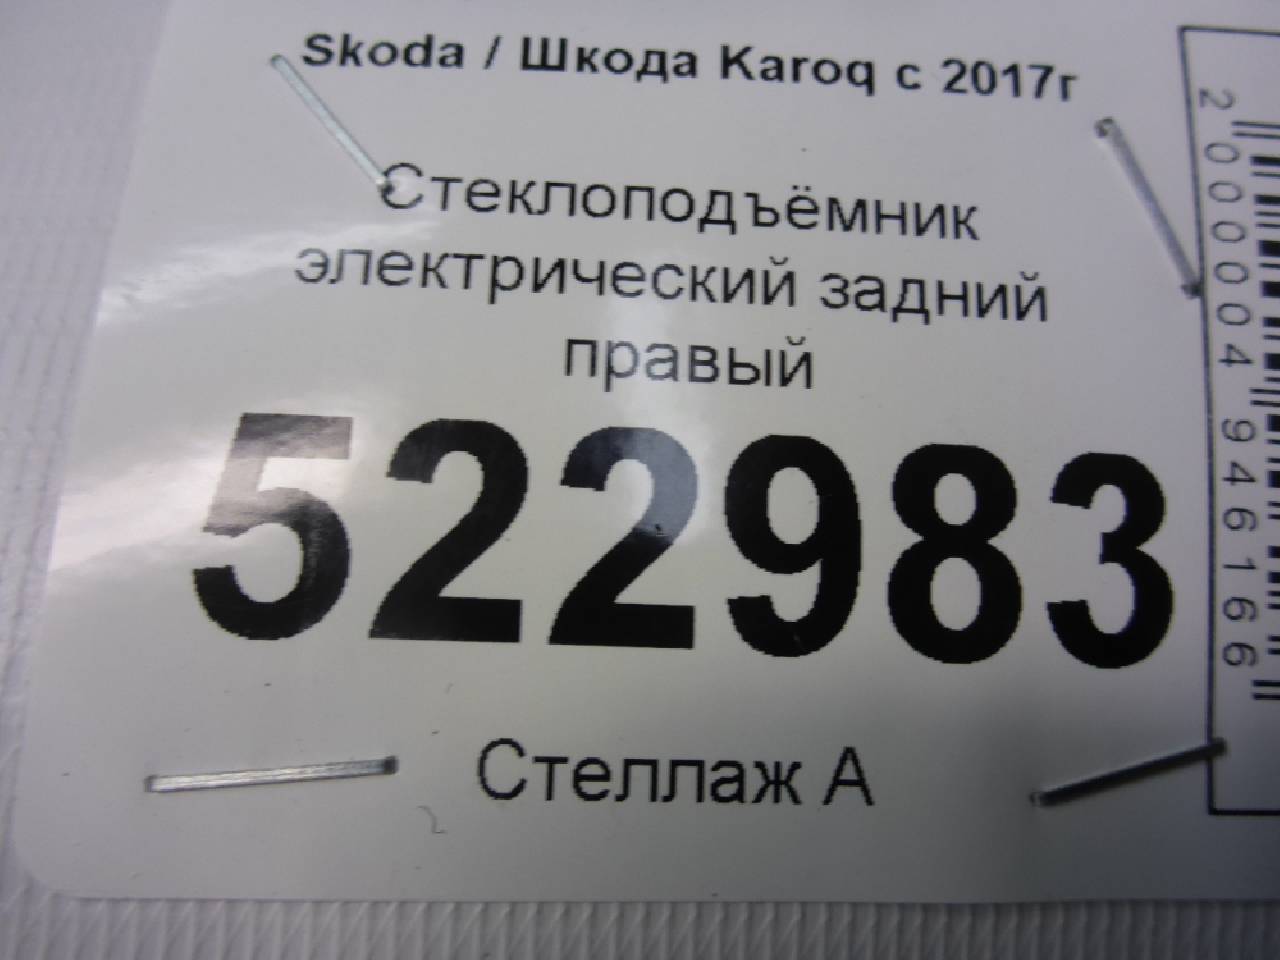 Skoda / Шкода Karoq с 2017г
Стеклоподъёмник
электрический задний
правый
522983
Стеллаж А
2000004946166